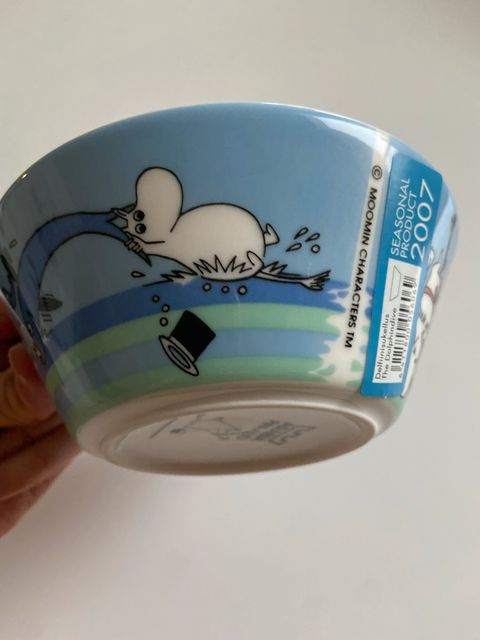 © MOOMIN CHARACTERS TM
SEASONAL
PRODUCT
2007
Delfiinisukellus
The Dolphindive